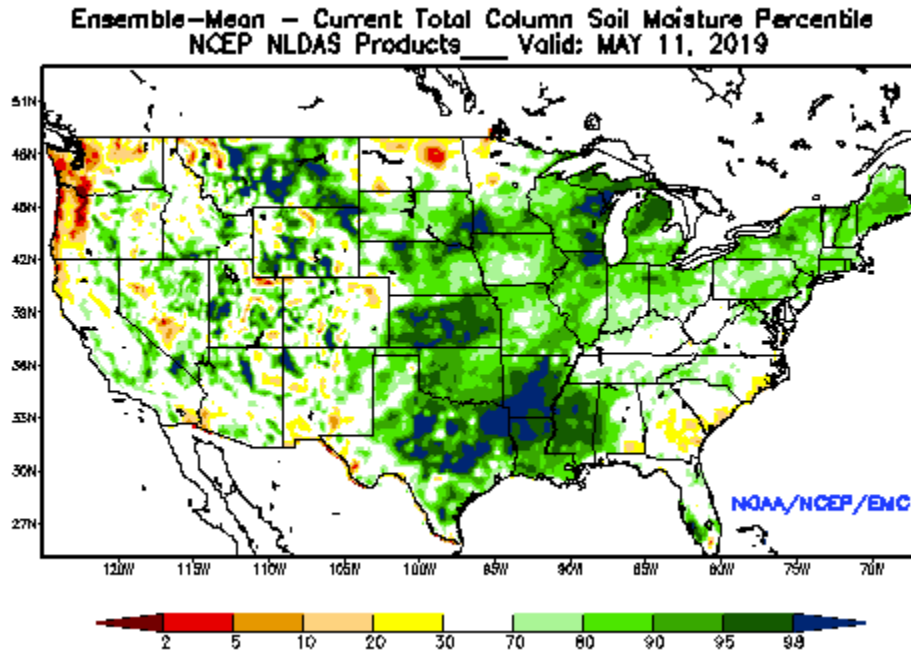 Ensemble-Mean - Current Total Column Soil Moisture Percentile
NCEP NLDAS Products___ Valid: MAY 11, 2019
51N
48N
45N
42N
39N
36N
33N
30N
27N
NOAA/NCEP/EMC
120W 115W 110W 105W 100W 95W 90W 85W 80W 75W 70W
2 5 10 20 30 70 80 90 95 98